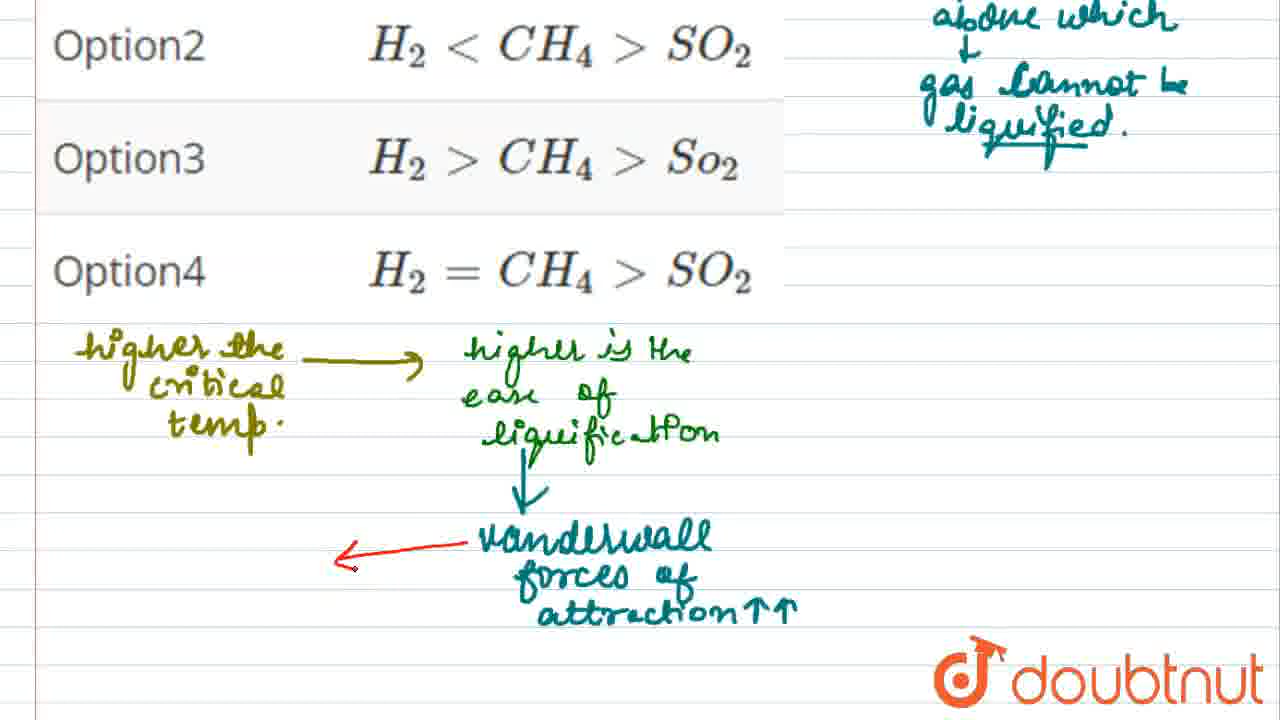 above which
gas cannot be
liquified.
Option2 H₂ < CH₄ > SO₂
Option3 H₂ > CH₄ > So₂
Option4 H₂ = CH₄ > SO₂
higher the
critical
temp.
higher is the
ease of
liquification
vanderwall
forces of
attraction↑↑
doubtnut